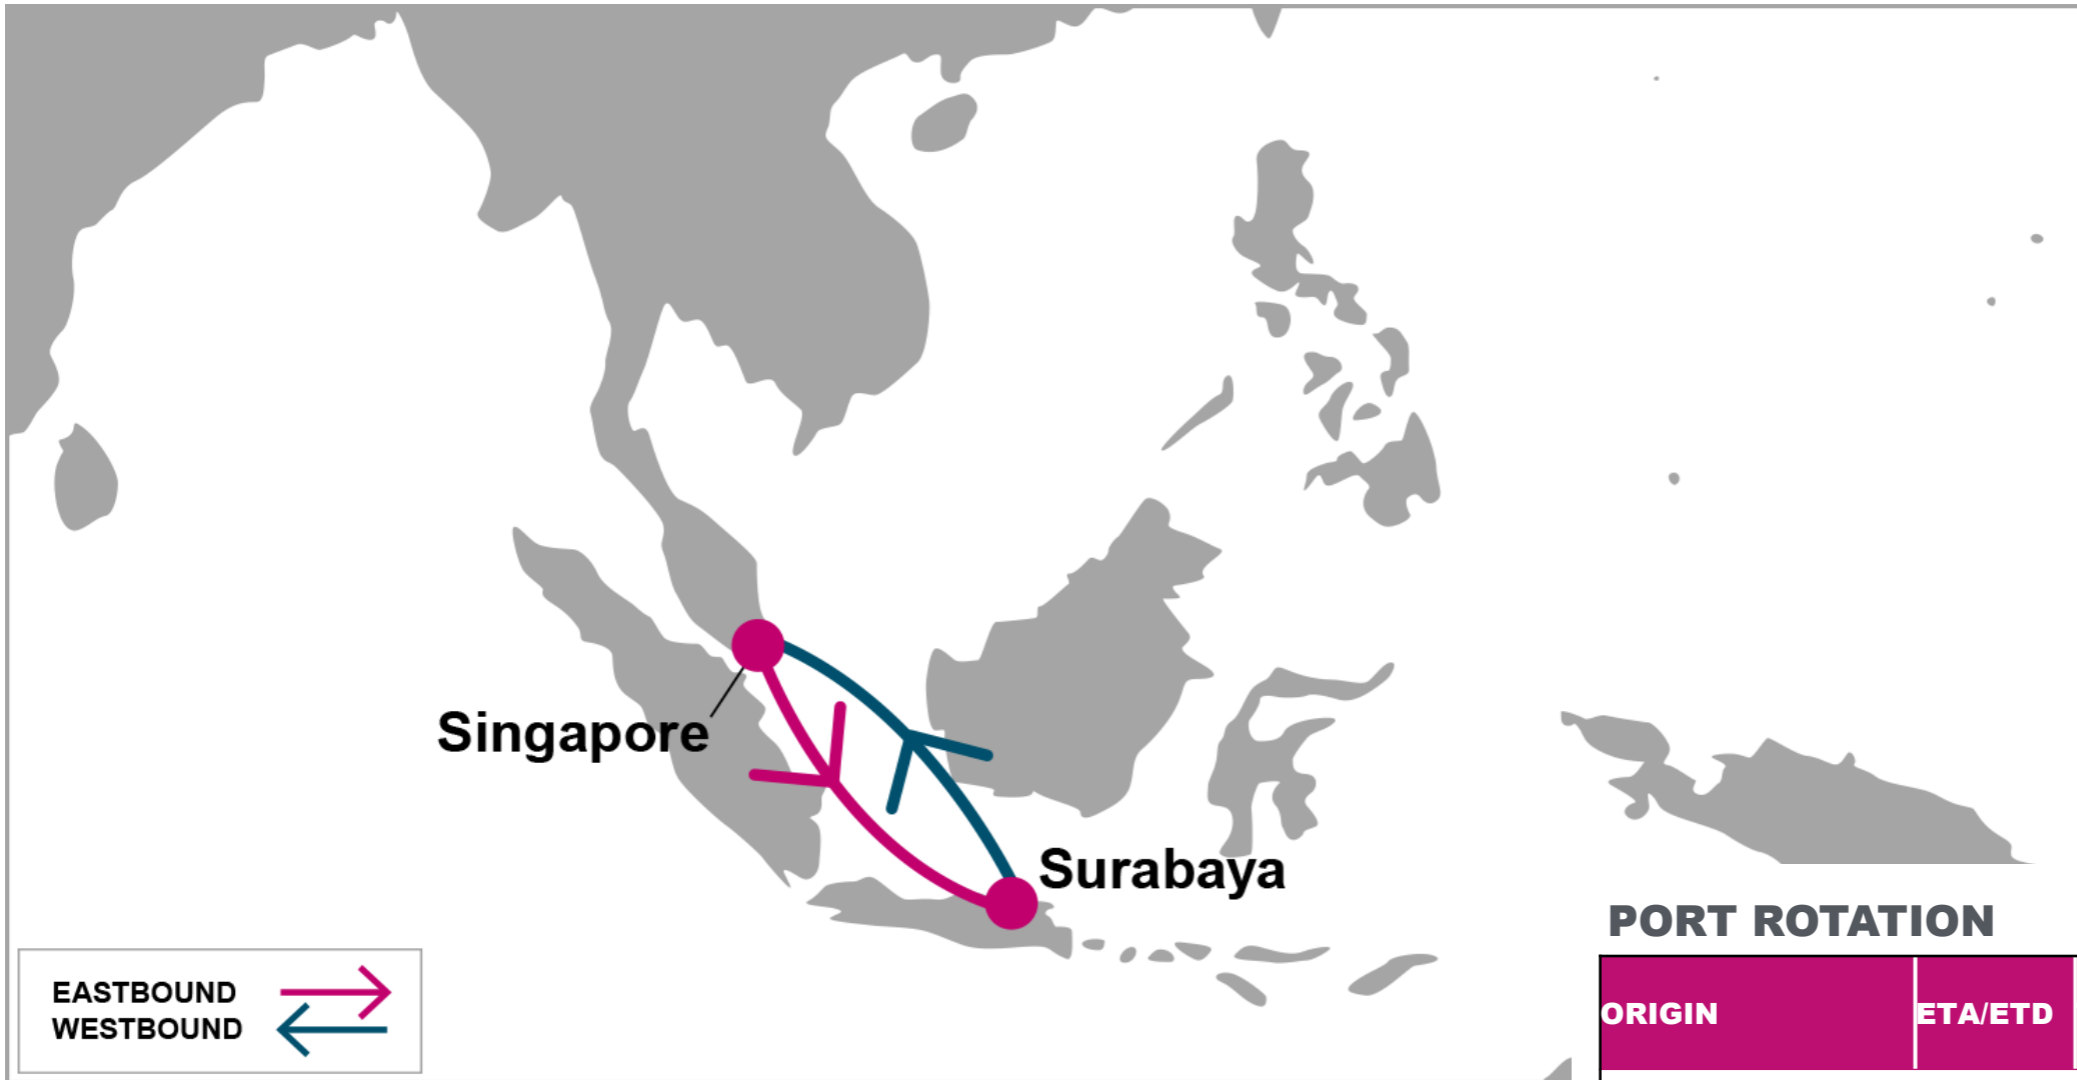 Singapore
Surabaya
PORT ROTATION
ORIGIN ETA/ETD
EASTBOUND
WESTBOUND